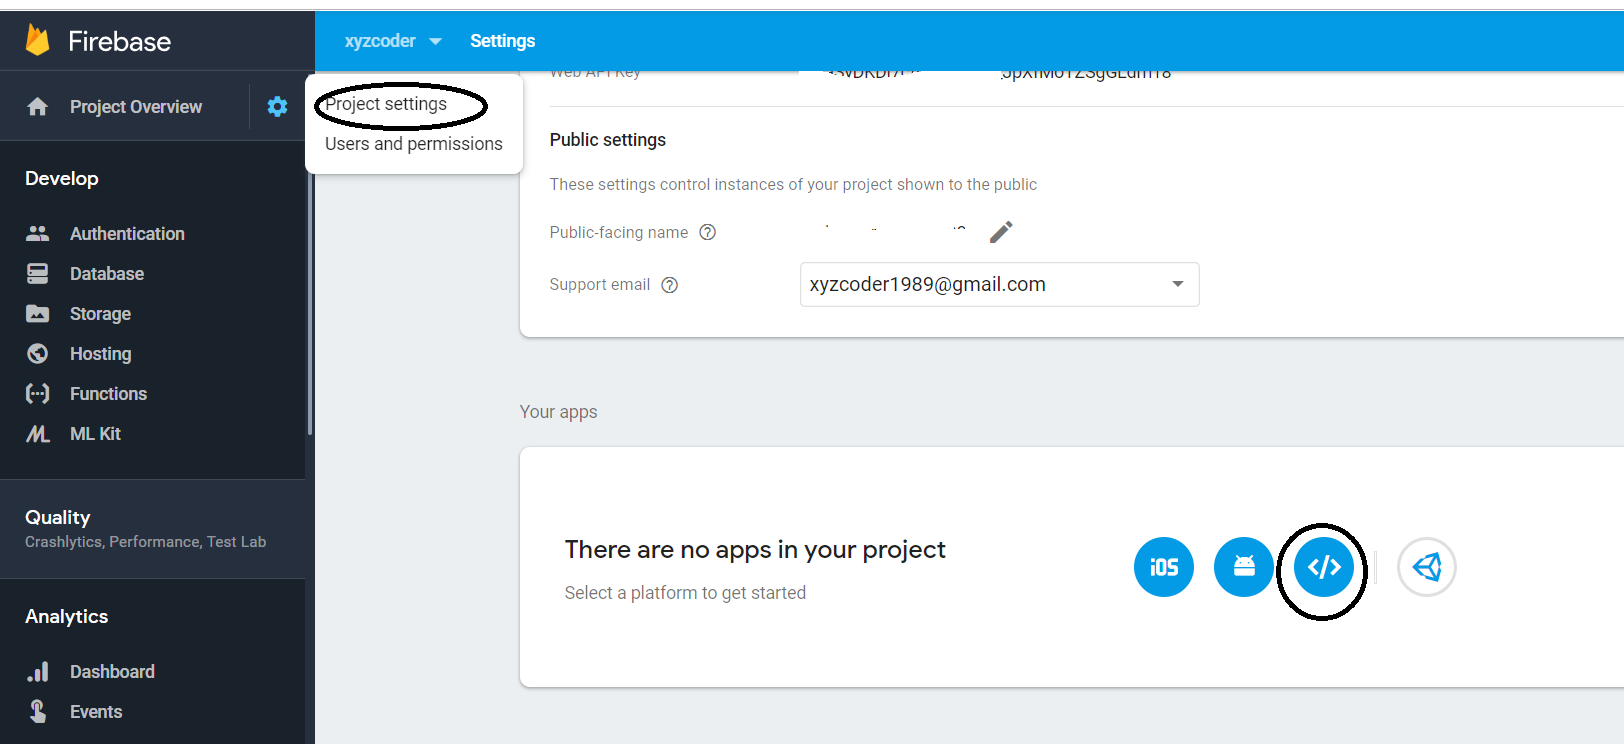 Firebase
xyzcoder
Settings
Project Overview
Project settings
Users and permissions
Web API Key
Public settings
These settings control instances of your project shown to the public
Public-facing name
Support email
xyzcoder1989@gmail.com
Develop
Authentication
Database
Storage
Hosting
Functions
ML Kit
Quality
Crashlytics, Performance, Test Lab
Analytics
Dashboard
Events
Your apps
There are no apps in your project
Select a platform to get started
iOS